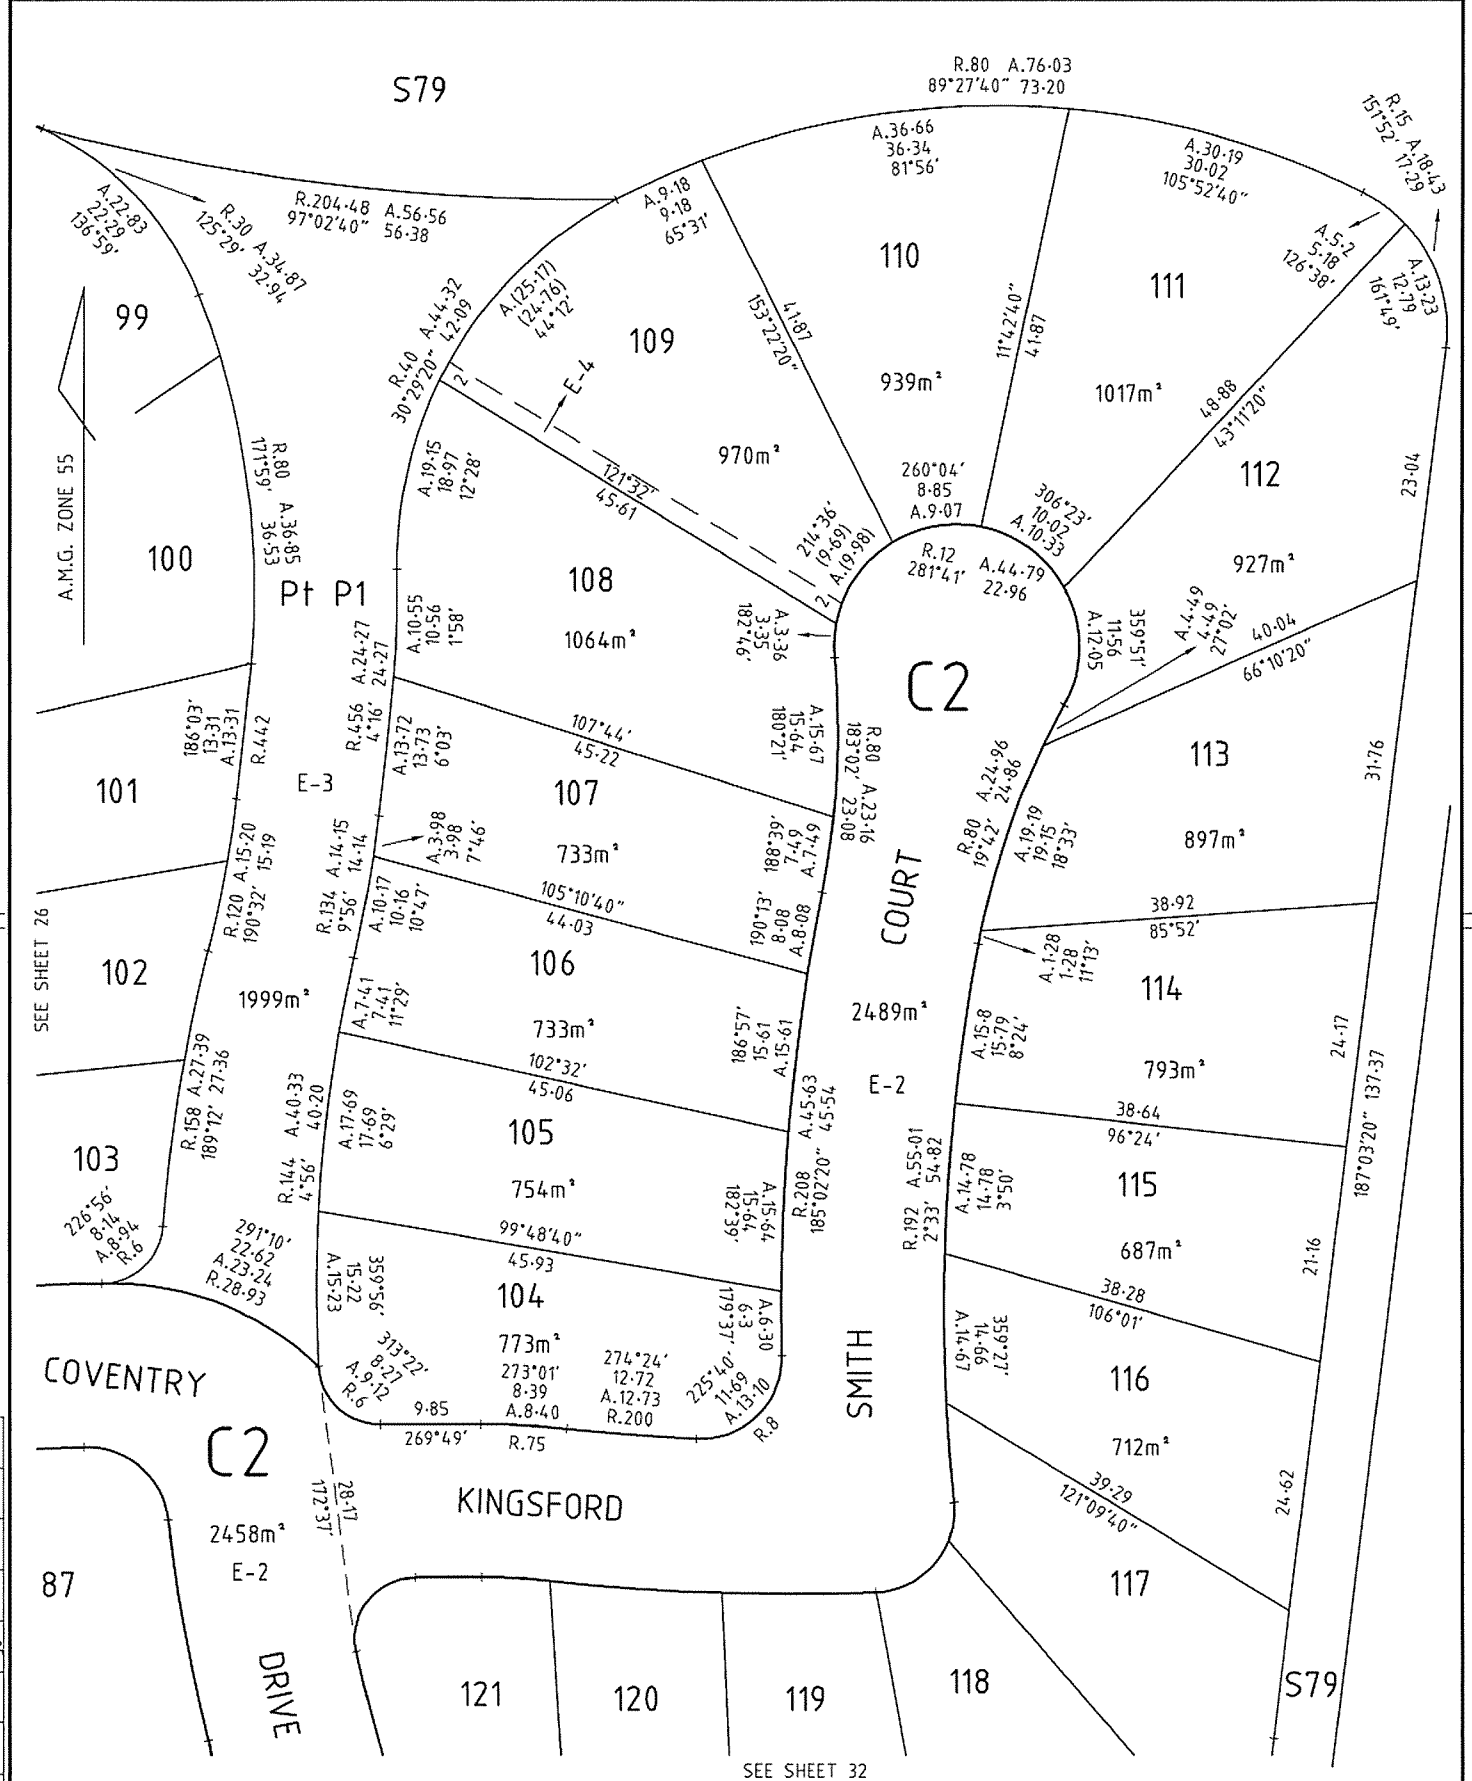 S79
R.80 A.76·03
89°27'40" 73·20
R.15 A.18·43
151°52' 17·29
A.36·66
36·34
81°56'
A.30·19
30·02
105°52'40"
A.22·83
22·29
136°59'
R.30 A.34·87
125°29' 32·94
R.204·48 A.56·56
97°02'40" 56·38
A.9·18
9·18
65°31'
A.5·2
5·18
126°38'
A.13·23
12·79
161°49'
99
R.40 A.44·32
30°29'20" 42·09
A.(25·17)
(24·76)
44°12'
109
110
111
41·87
153°22'20"
11°42'40"
41·87
2
E-4
939m²
1017m²
48·88
43°11'20"
A.M.G. ZONE 55
R.80 A.36·85
171°59' 36·53
A.19·15
18·97
12°28'
121°32'
45·61
970m²
260°04'
8·85
A.9·07
306°23'
10·02
A.10·33
112
23·04
927m²
100
Pt P1
108
1064m²
214°36'
(9·69)
A.(9·98)
2
R.12 A.44·79
281°41' 22·96
A.10·55
10·56
1°58'
A.3·36
3·35
182°46'
C2
359°51'
11·56
A.12·05
A.4·49
4·49
27°02'
40·04
66°10'20"
R.456 A.24·27
4°16' 24·27
186°03'
13·31
A.13·31
R.442
A.13·72
13·73
6°03'
107°44'
45·22
A.15·67
15·64
180°21'
R.80 A.23·16
183°02' 23·08
R.80 A.24·96
19°42' 24·86
113
31·76
101
E-3
107
733m²
A.19·19
19·15
18°33'
897m²
R.120 A.15·20
190°32' 15·19
R.134 A.14·15
9°56' 14·14
A.3·98
3·98
7°46'
188°39'
7·49
A.7·49
COURT
SEE SHEET 26
A.10·17
10·16
10°47'
105°10'40"
44·03
190°13'
8·08
A.8·08
38·92
85°52'
102
106
A.1·28
1·28
11°13'
114
1999m²
A.7·41
7·41
11°29'
733m²
186°57'
15·61
A.15·61
2489m²
A.15·8
15·79
8°24'
793m²
24·17
R.158 A.27·39
189°12' 27·36
102°32'
45·06
E-2
R.144 A.40·33
4°56' 40·20
A.17·69
17·69
6°29'
105
R.208 A.45·63
185°02'20" 45·54
38·64
96°24'
187°03'20" 137·37
103
754m²
A.15·64
15·64
182°39'
R.192 A.55·01
2°33' 54·82
A.14·78
14·78
3°50'
115
226°56'
8·14
A.8·94
R.6
291°10'
22·62
A.23·24
R.28·93
99°48'40"
45·93
687m²
21·16
359°56'
15·22
A.15·23
104
A.6·30
6·3
179°37'
38·28
106°01'
773m²
359°27'
14·66
A.14·67
COVENTRY
313°22'
8·27
A.9·12
R.6
273°01'
8·39
A.8·40
R.75
274°24'
12·72
A.12·73
R.200
225°40'
11·69
A.13·10
R.8
SMITH
116
9·85
269°49'
712m²
C2
28·17
172°37'
KINGSFORD
39·29
121°09'40"
24·62
2458m²
E-2
87
117
DRIVE
121
120
119
118
S79
SEE SHEET 32